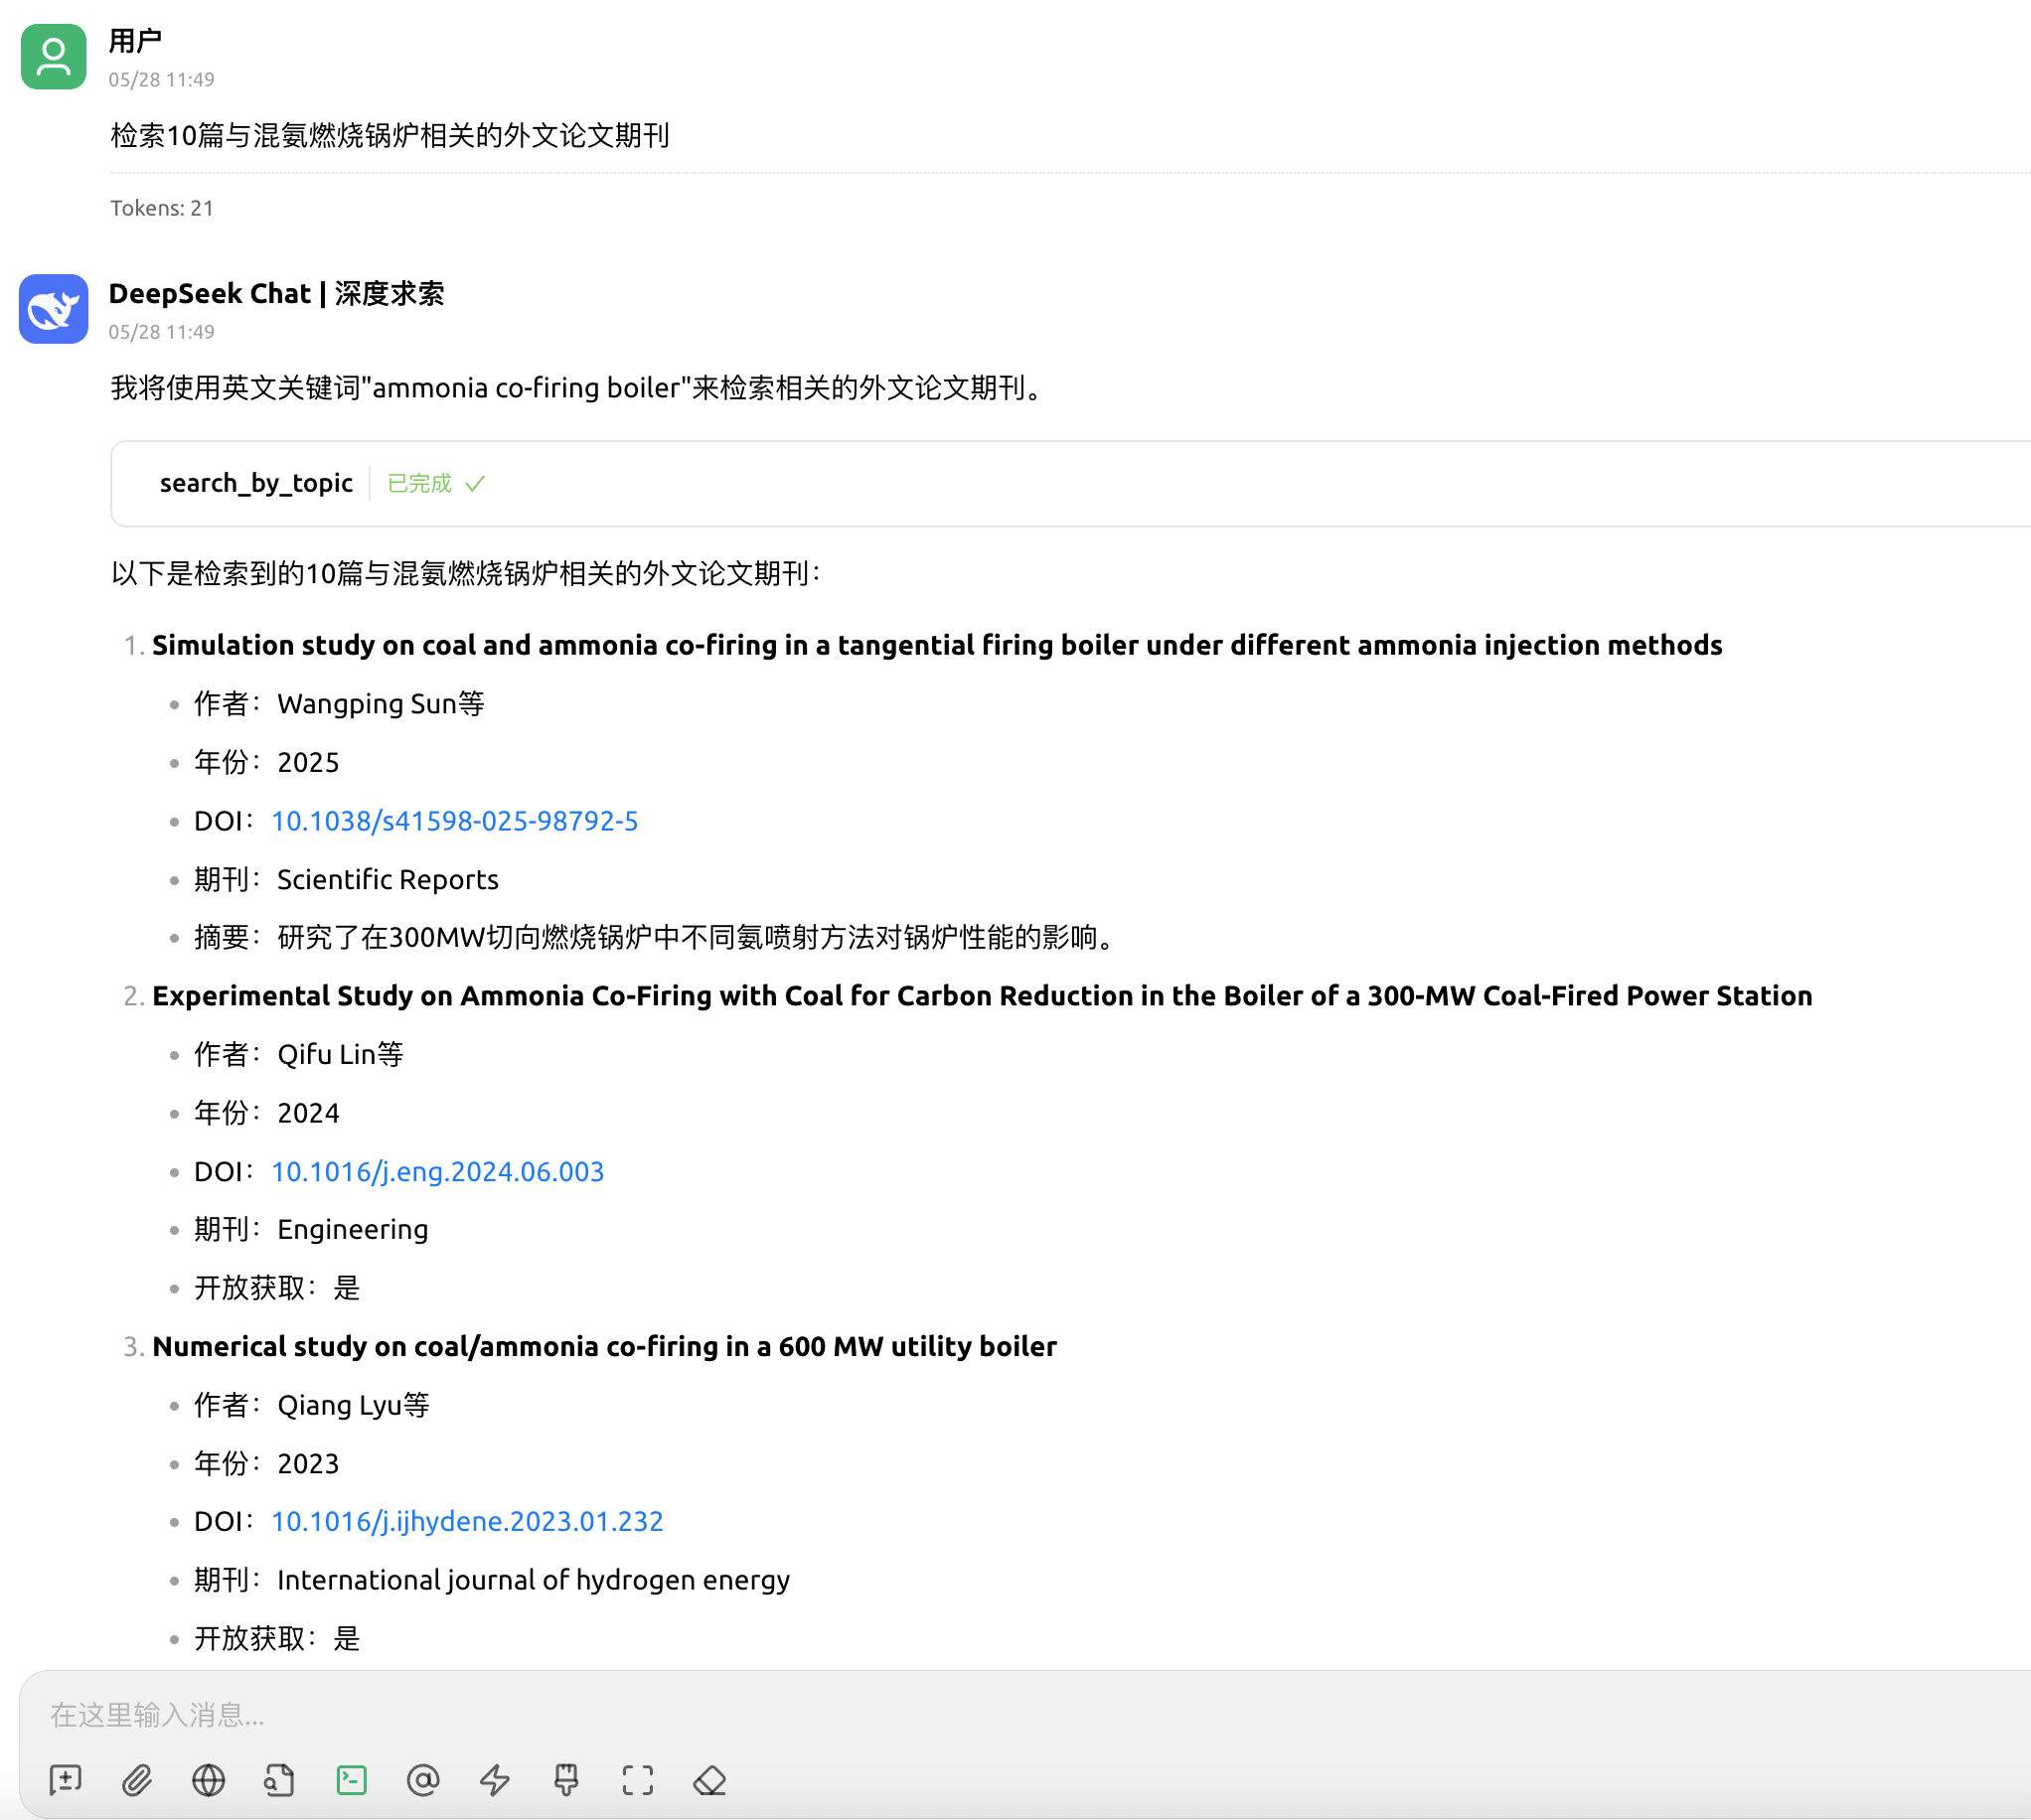 用户
05/28 11:49
检索10篇与混氨燃烧锅炉相关的外文论文期刊
Tokens: 21
DeepSeek Chat | 深度求索
05/28 11:49
我将使用英文关键词"ammonia co-firing boiler"来检索相关的外文论文期刊。
search_by_topic 已完成
以下是检索到的10篇与混氨燃烧锅炉相关的外文论文期刊：
1. Simulation study on coal and ammonia co-firing in a tangential firing boiler under different ammonia injection methods
作者：Wangping Sun等
年份：2025
DOI：10.1038/s41598-025-98792-5
期刊：Scientific Reports
摘要：研究了在300MW切向燃烧锅炉中不同氨喷射方法对锅炉性能的影响。
2. Experimental Study on Ammonia Co-Firing with Coal for Carbon Reduction in the Boiler of a 300-MW Coal-Fired Power Station
作者：Qifu Lin等
年份：2024
DOI：10.1016/j.eng.2024.06.003
期刊：Engineering
开放获取：是
3. Numerical study on coal/ammonia co-firing in a 600 MW utility boiler
作者：Qiang Lyu等
年份：2023
DOI：10.1016/j.ijhydene.2023.01.232
期刊：International journal of hydrogen energy
开放获取：是
在这里输入消息...